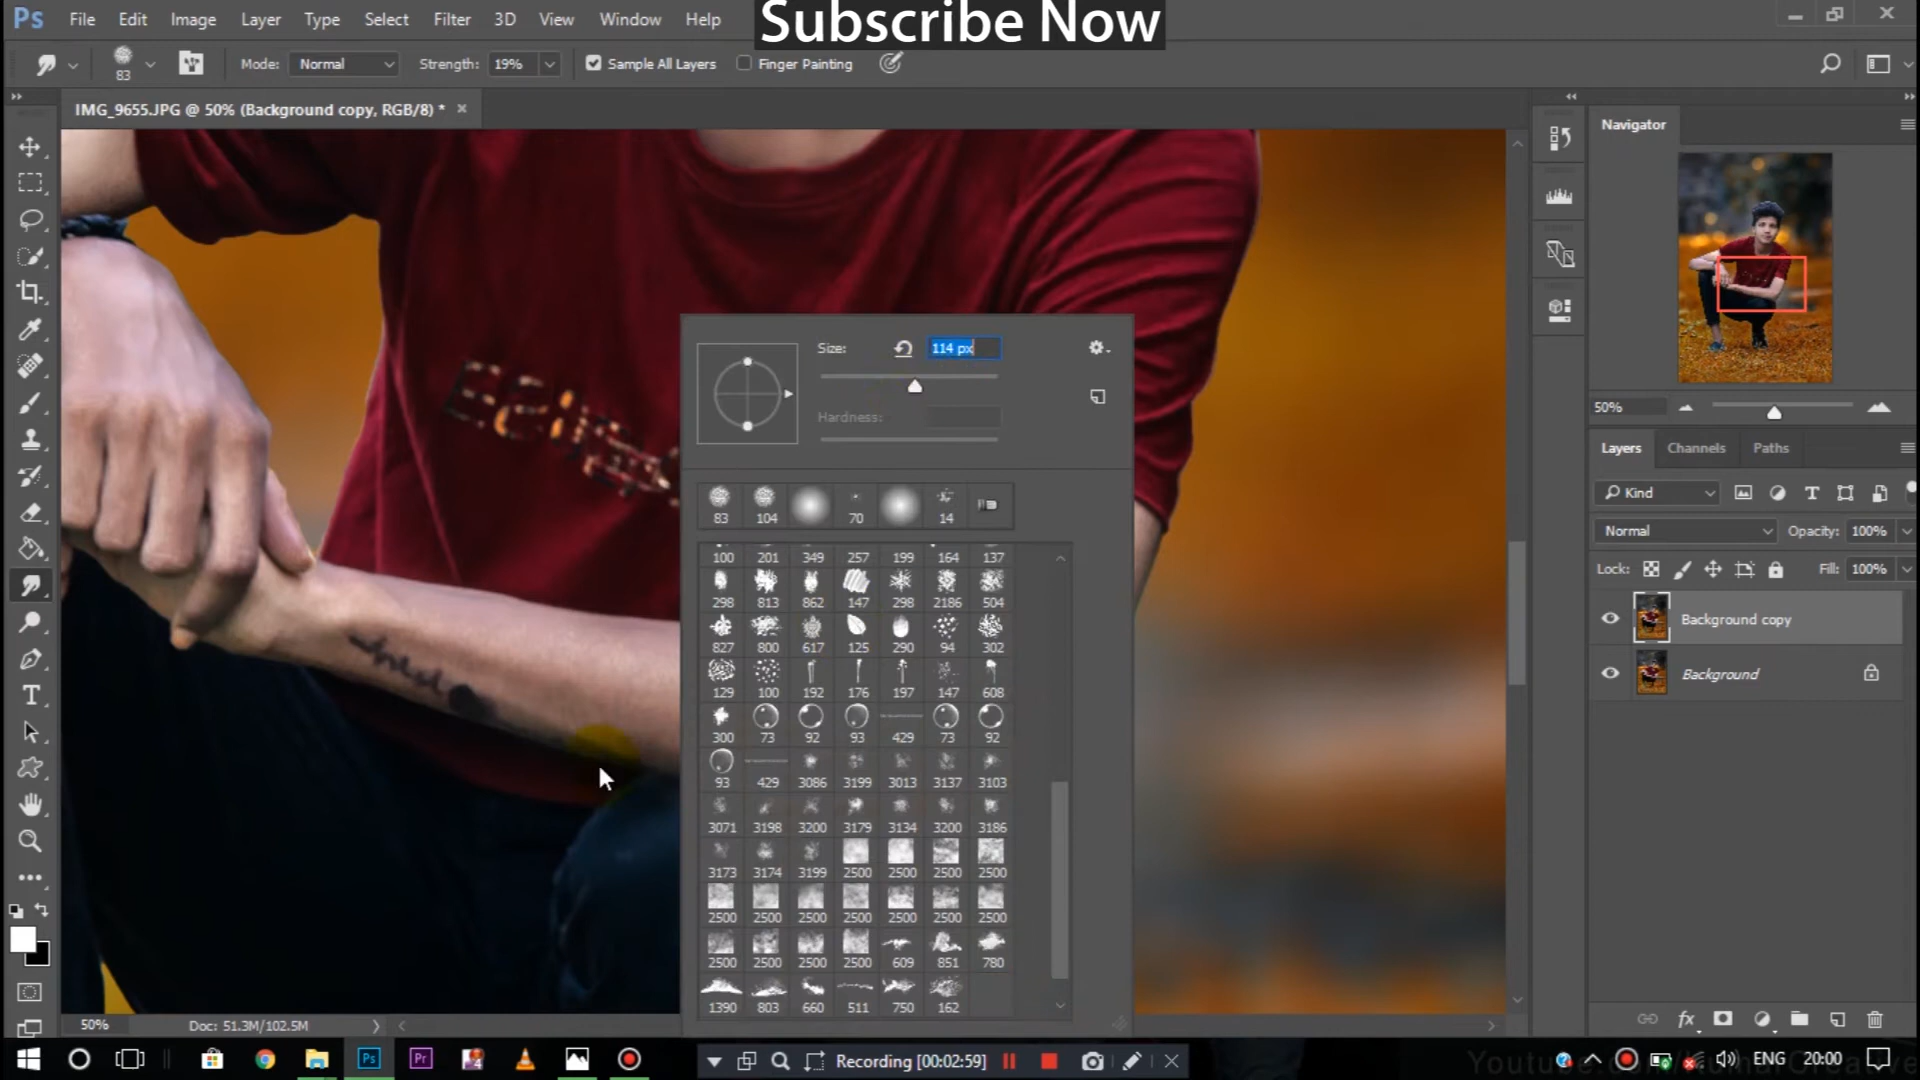 Subscribe Now
Ps File Edit Image Layer Type Select Filter 3D View Window Help
83 Mode: Normal Strength: 19% Sample All Layers Finger Painting
IMG_9655.JPG @ 50% (Background copy, RGB/8) * ×
Navigator
50%
Layers Channels Paths
Kind
Normal Opacity: 100%
Lock: Fill: 100%
Background copy
Background
Size: 114 px
Hardness:
83 104 70 14
100 201 349 257 199 164 137
298 813 862 147 298 2186 504
827 800 617 125 290 94 302
129 100 192 176 197 147 608
300 73 92 93 429 73 92
93 429 3086 3199 3013 3137 3103
3071 3198 3200 3179 3134 3200 3186
3173 3174 3199 2500 2500 2500 2500
2500 2500 2500 2500 2500 2500 2500
2500 2500 2500 2500 609 851 780
1390 803 660 511 750 162
50% Doc: 51.3M/102.5M
Ps Pr Recording [00:02:59] ENG 20:00